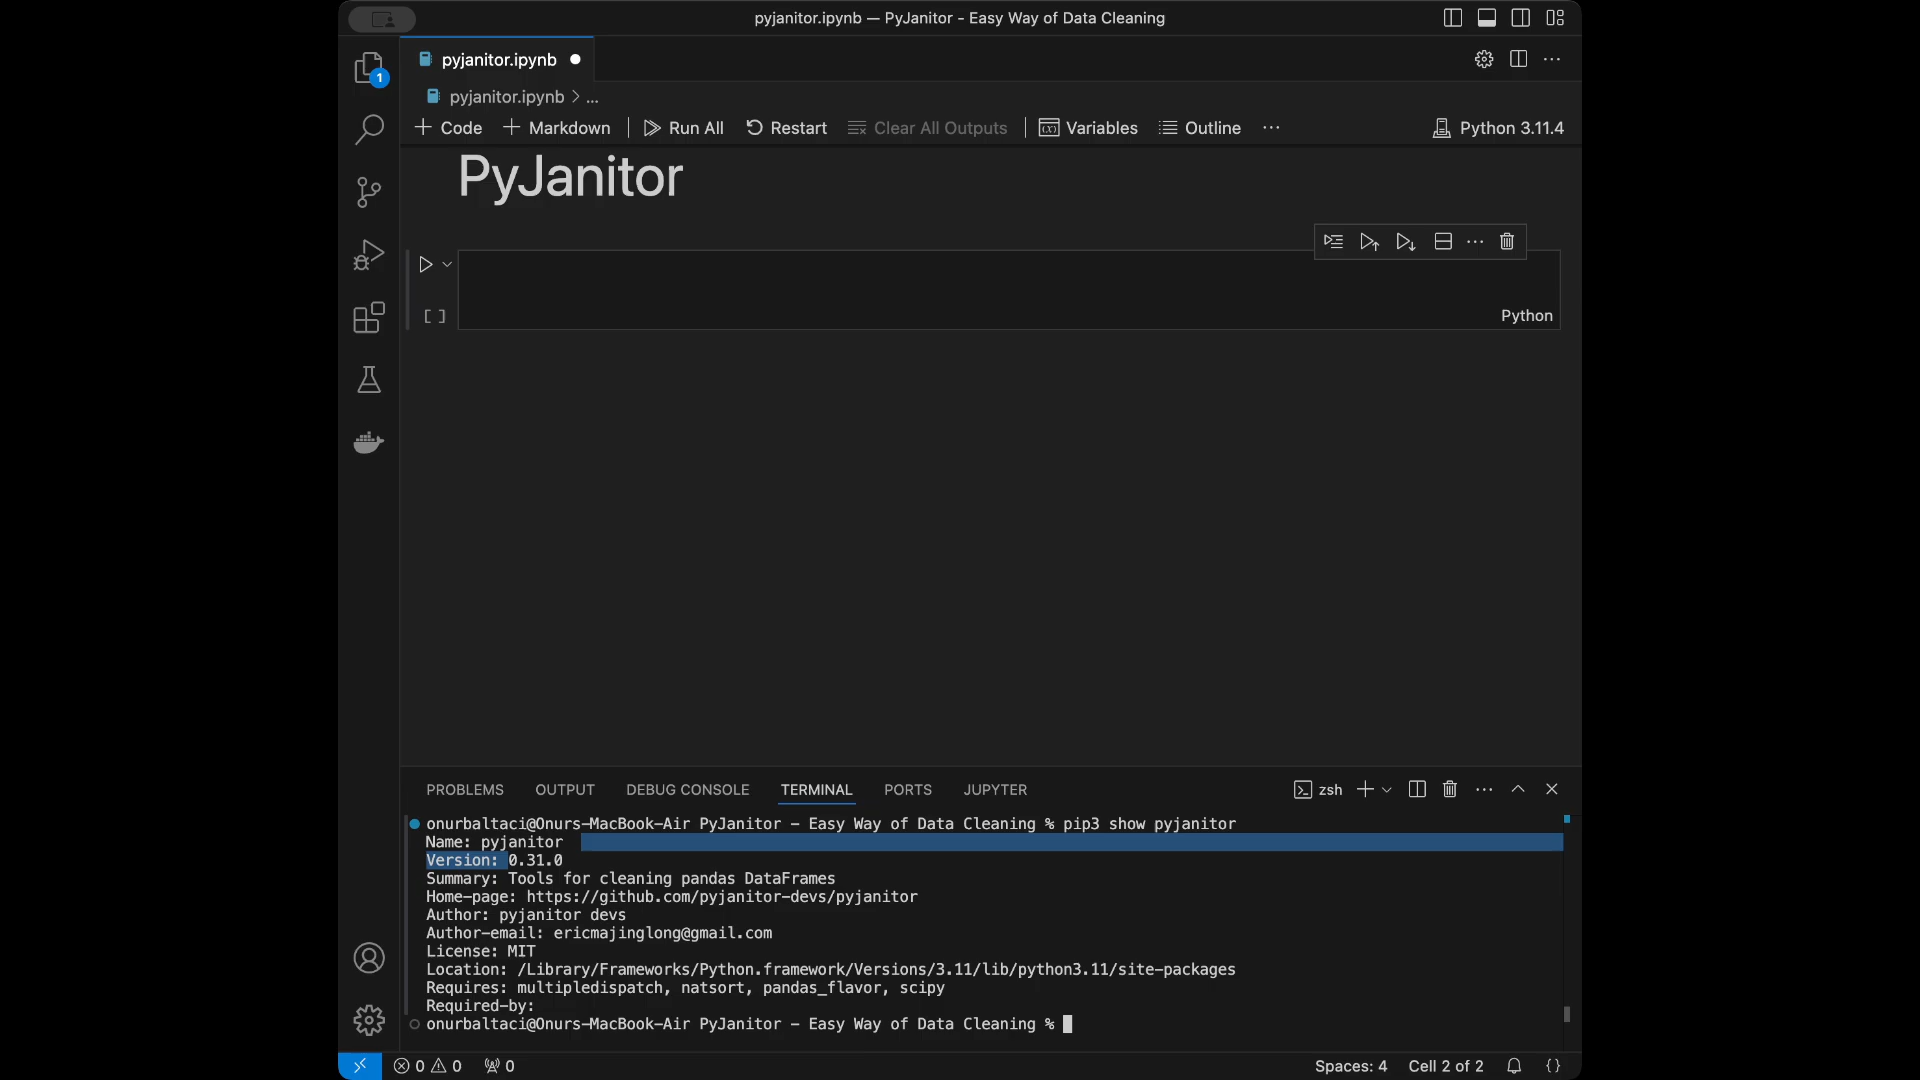 pyjanitor.ipynb — PyJanitor - Easy Way of Data Cleaning
1
pyjanitor.ipynb
pyjanitor.ipynb > ...
+ Code + Markdown Run All Restart Clear All Outputs Variables Outline ... Python 3.11.4
PyJanitor
[ ]
Python
PROBLEMS OUTPUT DEBUG CONSOLE TERMINAL PORTS JUPYTER zsh
onurbaltaci@Onurs-MacBook-Air PyJanitor - Easy Way of Data Cleaning % pip3 show pyjanitor
Name: pyjanitor
Version: 0.31.0
Summary: Tools for cleaning pandas DataFrames
Home-page: https://github.com/pyjanitor-devs/pyjanitor
Author: pyjanitor devs
Author-email: ericmajinglong@gmail.com
License: MIT
Location: /Library/Frameworks/Python.framework/Versions/3.11/lib/python3.11/site-packages
Requires: multipledispatch, natsort, pandas_flavor, scipy
Required-by:
onurbaltaci@Onurs-MacBook-Air PyJanitor - Easy Way of Data Cleaning %
0 0 0 Spaces: 4 Cell 2 of 2 {}